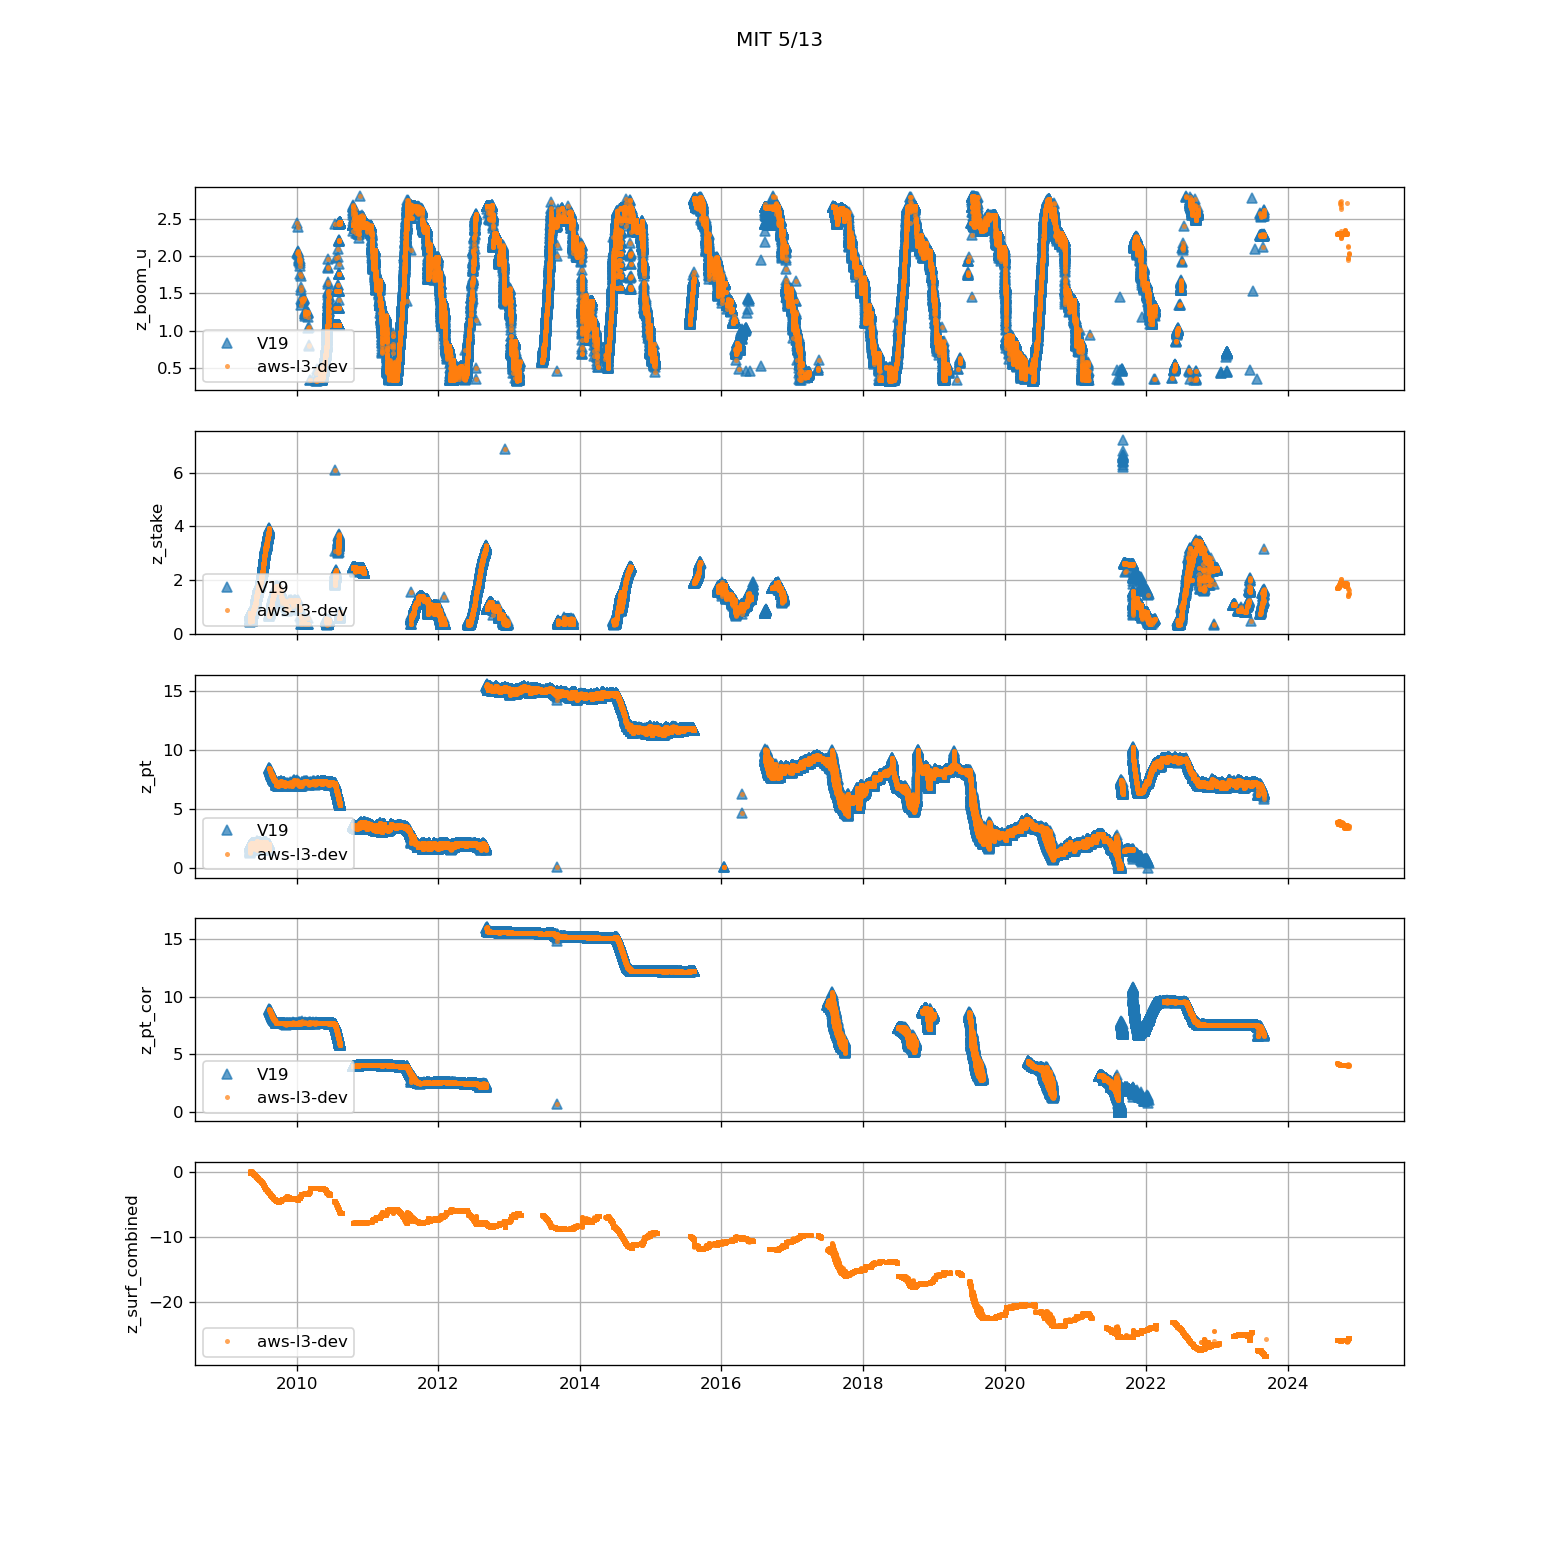 MIT 5/13
z_boom_u
2.5
2.0
1.5
1.0
0.5
V19
aws-l3-dev
z_stake
6
4
2
0
V19
aws-l3-dev
z_pt
15
10
5
0
V19
aws-l3-dev
z_pt_cor
15
10
5
0
V19
aws-l3-dev
z_surf_combined
0
−10
−20
aws-l3-dev
2010 2012 2014 2016 2018 2020 2022 2024